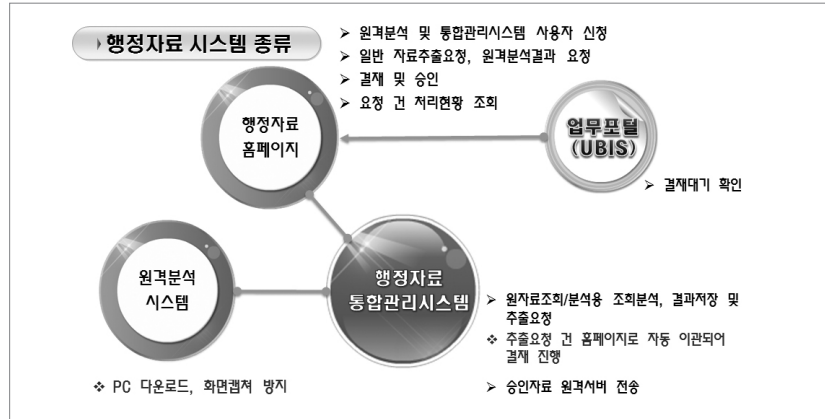 행정자료 시스템 종류
➢ 원격분석 및 통합관리시스템 사용자 신청
➢ 일반 자료추출요청, 원격분석결과 요청
➢ 결재 및 승인
➢ 요청 건 처리현황 조회
행정자료
홈페이지
업무포털
(UBIS)
➢ 결재대기 확인
원격분석
시스템
행정자료
통합관리시스템
➢ 원자료조회/분석용 조회분석, 결과저장 및
추출요청
❖ 추출요청 건 홈페이지로 자동 이관되어
결재 진행
❖ PC 다운로드, 화면캡쳐 방지
➢ 승인자료 원격서버 전송